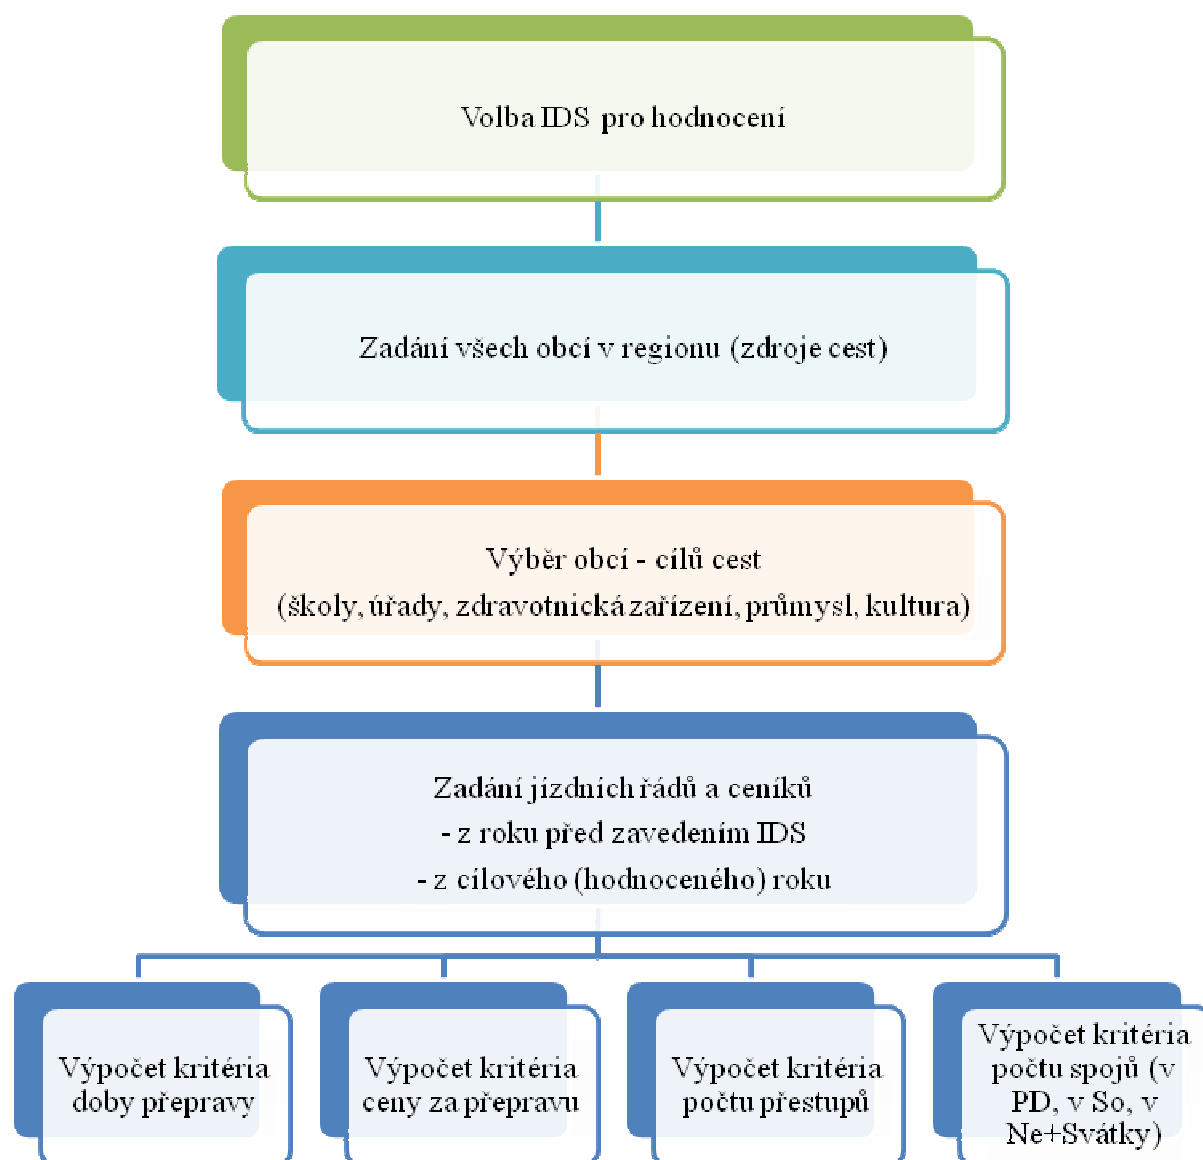 Volba IDS pro hodnocení
Zadání všech obcí v regionu (zdroje cest)
Výběr obcí - cílů cest
(školy, úřady, zdravotnická zařízení, průmysl, kultura)
Zadání jízdních řádů a ceníků
- z roku před zavedením IDS
- z cílového (hodnoceného) roku
Výpočet kritéria
doby přepravy
Výpočet kritéria
ceny za přepravu
Výpočet kritéria
počtu přestupů
Výpočet kritéria
počtu spojů (v
PD, v So, v
Ne+Svátky)